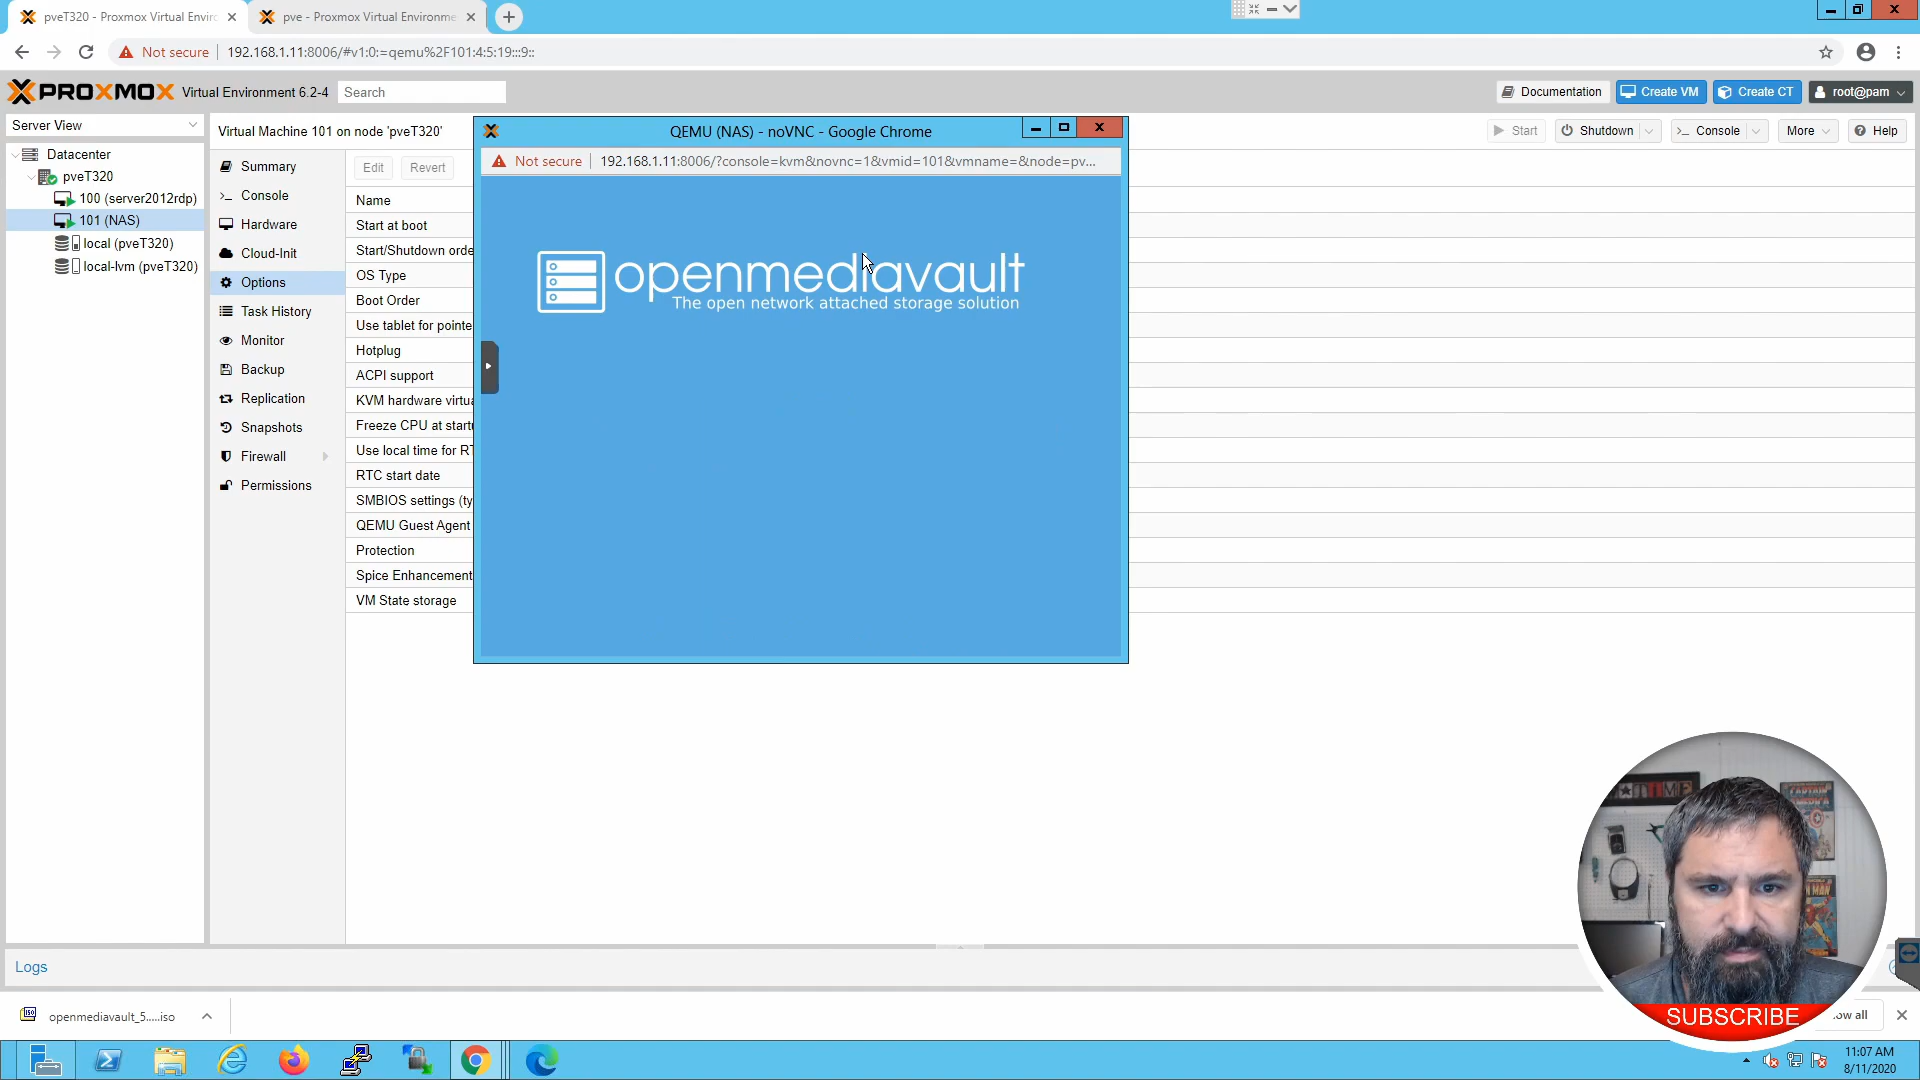 pveT320 - Proxmox Virtual Envir
pve - Proxmox Virtual Environme
Not secure
192.168.1.11:8006/#v1:0:=qemu%2F101:4:5:19:::9::
PROXMOX
Virtual Environment 6.2-4
Search
Documentation
Create VM
Create CT
root@pam
Server View
Virtual Machine 101 on node 'pveT320'
Start
Shutdown
Console
More
Help
Datacenter
pveT320
100 (server2012rdp)
101 (NAS)
local (pveT320)
local-lvm (pveT320)
Summary
Console
Hardware
Cloud-Init
Options
Task History
Monitor
Backup
Replication
Snapshots
Firewall
Permissions
Edit
Revert
Name
Start at boot
Start/Shutdown orde
OS Type
Boot Order
Use tablet for pointe
Hotplug
ACPI support
KVM hardware virtua
Freeze CPU at startu
Use local time for RT
RTC start date
SMBIOS settings (ty
QEMU Guest Agent
Protection
Spice Enhancement
VM State storage
QEMU (NAS) - noVNC - Google Chrome
Not secure
192.168.1.11:8006/?console=kvm&novnc=1&vmid=101&vmname=&node=pv...
openmediavault
The open network attached storage solution
Logs
openmediavault_5.....iso
ow all
SUBSCRIBE
11:07 AM
8/11/2020